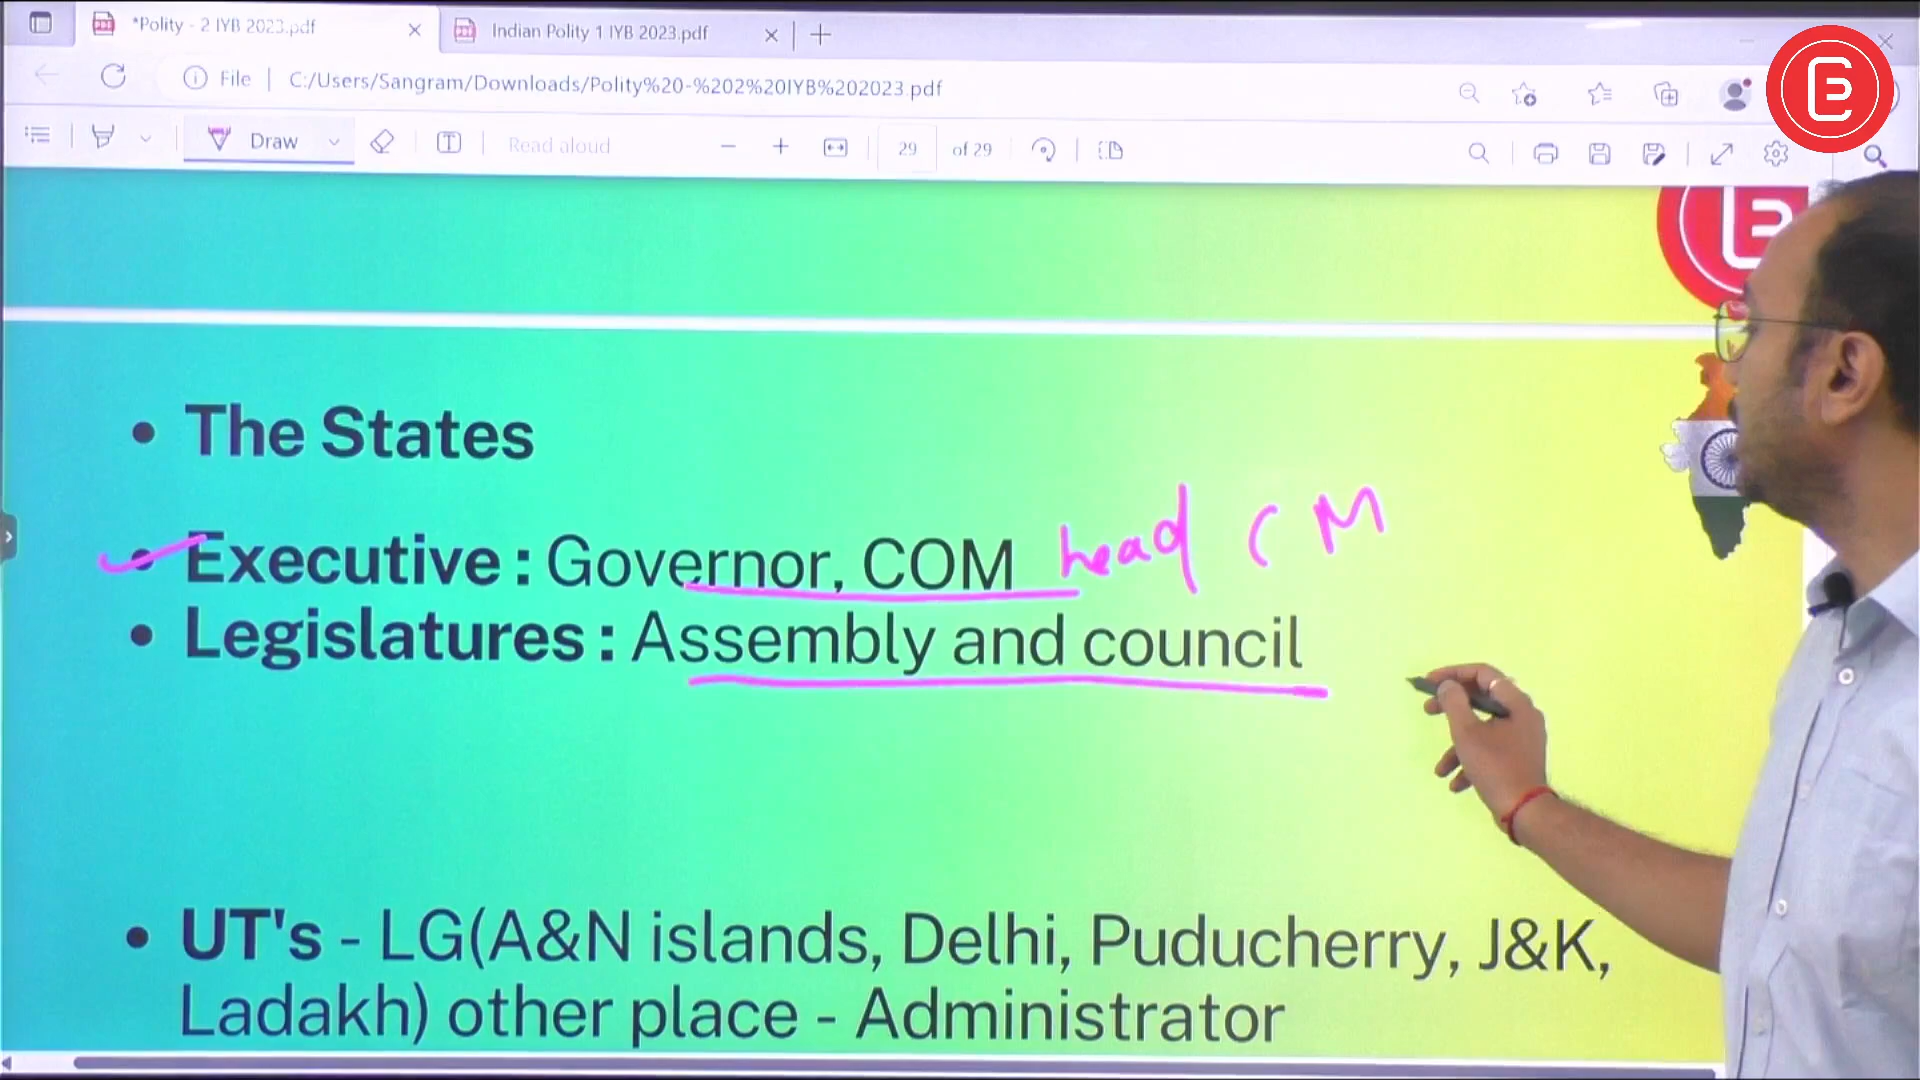 *Polity - 2 IYB 2023.pdf
Indian Polity 1 IYB 2023.pdf
File | C:/Users/Sangram/Downloads/Polity%20-%202%20IYB%202023.pdf
Draw
Read aloud
29 of 29
• The States
head CM
• Executive : Governor, COM
• Legislatures : Assembly and council
• UT's - LG(A&N islands, Delhi, Puducherry, J&K,
Ladakh) other place - Administrator